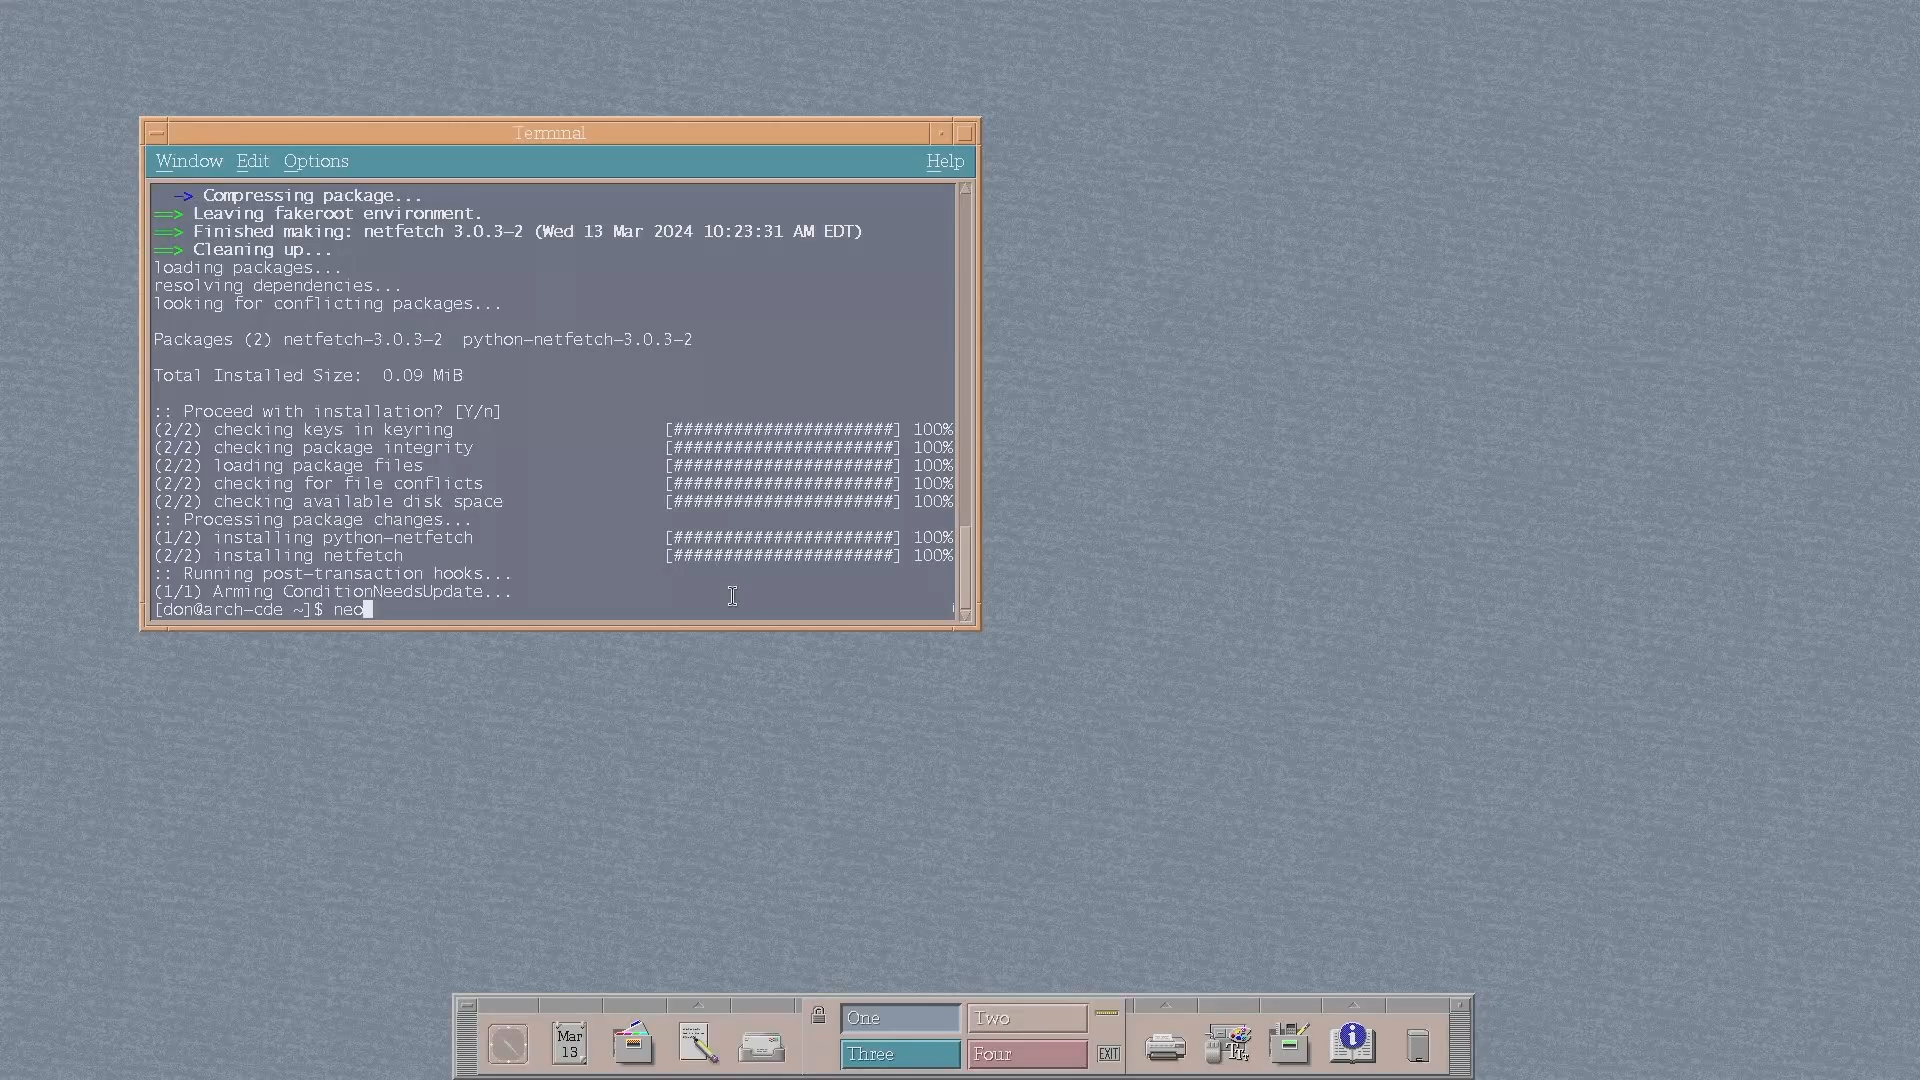 Terminal
Window Edit Options Help
-> Compressing package...
==> Leaving fakeroot environment.
==> Finished making: netfetch 3.0.3-2 (Wed 13 Mar 2024 10:23:31 AM EDT)
==> Cleaning up...
loading packages...
resolving dependencies...
looking for conflicting packages...
Packages (2) netfetch-3.0.3-2  python-netfetch-3.0.3-2
Total Installed Size:  0.09 MiB
:: Proceed with installation? [Y/n]
(2/2) checking keys in keyring [######################] 100%
(2/2) checking package integrity [######################] 100%
(2/2) loading package files [######################] 100%
(2/2) checking for file conflicts [######################] 100%
(2/2) checking available disk space [######################] 100%
:: Processing package changes...
(1/2) installing python-netfetch [######################] 100%
(2/2) installing netfetch [######################] 100%
:: Running post-transaction hooks...
(1/1) Arming ConditionNeedsUpdate...
[don@arch-cde ~]$ neo
One Two
Mar
13
Three Four EXIT